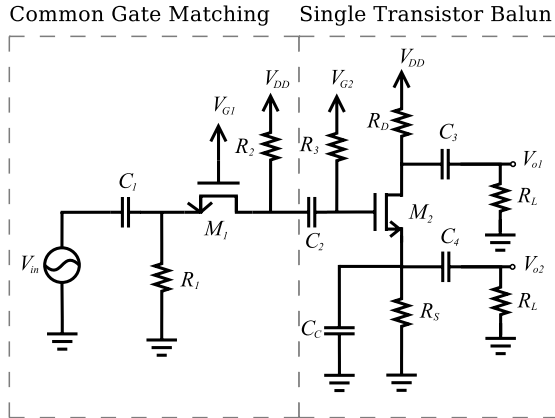 Common Gate Matching
Single Transistor Balun
V_DD
V_DD
V_G2
V_G1
R_D
C_3
V_o1
R_2
R_3
C_1
R_L
M_1
M_2
C_2
C_4
V_in
V_o2
R_1
R_L
C_C
R_S